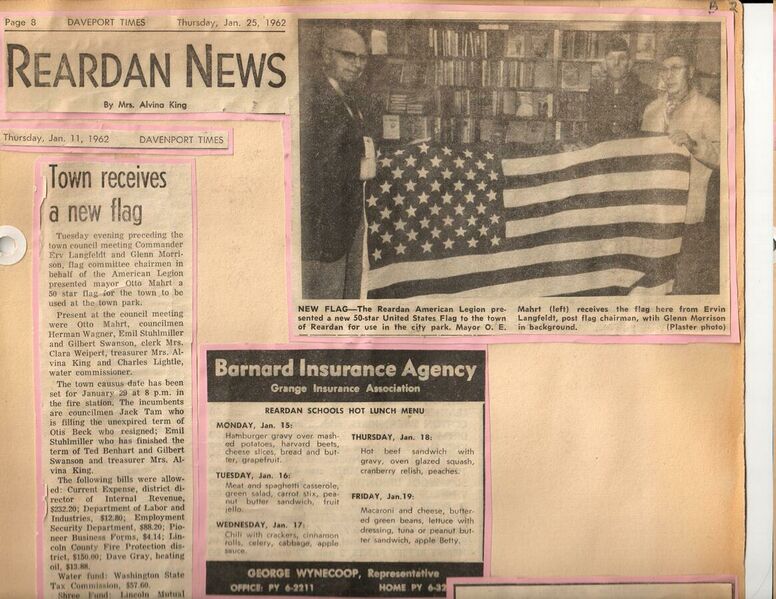 B 2
Page 8 DAVEPORT TIMES Thursday, Jan. 25, 1962
REARDAN NEWS
By Mrs. Alvina King
Thursday, Jan. 11, 1962 DAVENPORT TIMES
Town receives
a new flag
Tuesday evening preceding the
town council meeting Commander
Erv Langfeldt and Glenn Morri-
son, flag committee chairmen in
behalf of the American Legion
presented mayor Otto Mahrt a
50 star flag for the town to be
used at the town park.
Present at the council meeting
were Otto Mahrt, councilmen
Herman Wagner, Emil Stuhlmiller
and Gilbert Swanson, clerk Mrs.
Clara Weipert, treasurer Mrs. Al-
vina King and Charles Lightle,
water commissioner.
The town causus date has been
set for January 29 at 8 p.m. in
the fire station. The incumbents
are councilmen Jack Tam who
is filling the unexpired term of
Otis Beck who resigned; Emil
Stuhlmiller who has finished the
term of Ted Benhart and Gilbert
Swanson and treasurer Mrs. Al-
vina King.
The following bills were allow-
ed: Current Expense, district di-
rector of Internal Revenue,
$232.20; Department of Labor and
Industries, $12.80; Employment
Security Department, $88.20; Pio-
neer Business Forms, $4.14; Lin-
coln County Fire Protection dis-
trict, $150.00; Dave Gray, heating
oil, $13.88.
Water fund: Washington State
Tax Commission, $57.60.
Shree Fund: Lincoln Mutual
NEW FLAG—The Reardan American Legion pre-
sented a new 50-star United States Flag to the town
of Reardan for use in the city park. Mayor O. E.
Mahrt (left) receives the flag here from Ervin
Langfeldt, post flag chairman, wtih Glenn Morrison
in background. (Plaster photo)
Barnard Insurance Agency
Grange Insurance Association
REARDAN SCHOOLS HOT LUNCH MENU
MONDAY, Jan. 15:
Hamburger gravy over mash-
ed potatoes, harvard beets,
cheese slices, bread and but-
ter, grapefruit.
TUESDAY, Jan. 16:
Meat and spaghetti casserole,
green salad, carrot stix, pea-
nut butter sandwich, fruit
jello.
WEDNESDAY, Jan. 17:
Chili with crackers, cinnamon
rolls, celery, cabbage, apple
sauce.
THURSDAY, Jan. 18:
Hot beef sandwich with
gravy, oven glazed squash,
cranberry relish, peaches.
FRIDAY, Jan.19:
Macaroni and cheese, butter-
ed green beans, lettuce with
dressing, tuna or peanut but-
ter sandwich, apple Betty.
GEORGE WYNECOOP, Representative
OFFICE: PY 6-2211 HOME PY 6-32